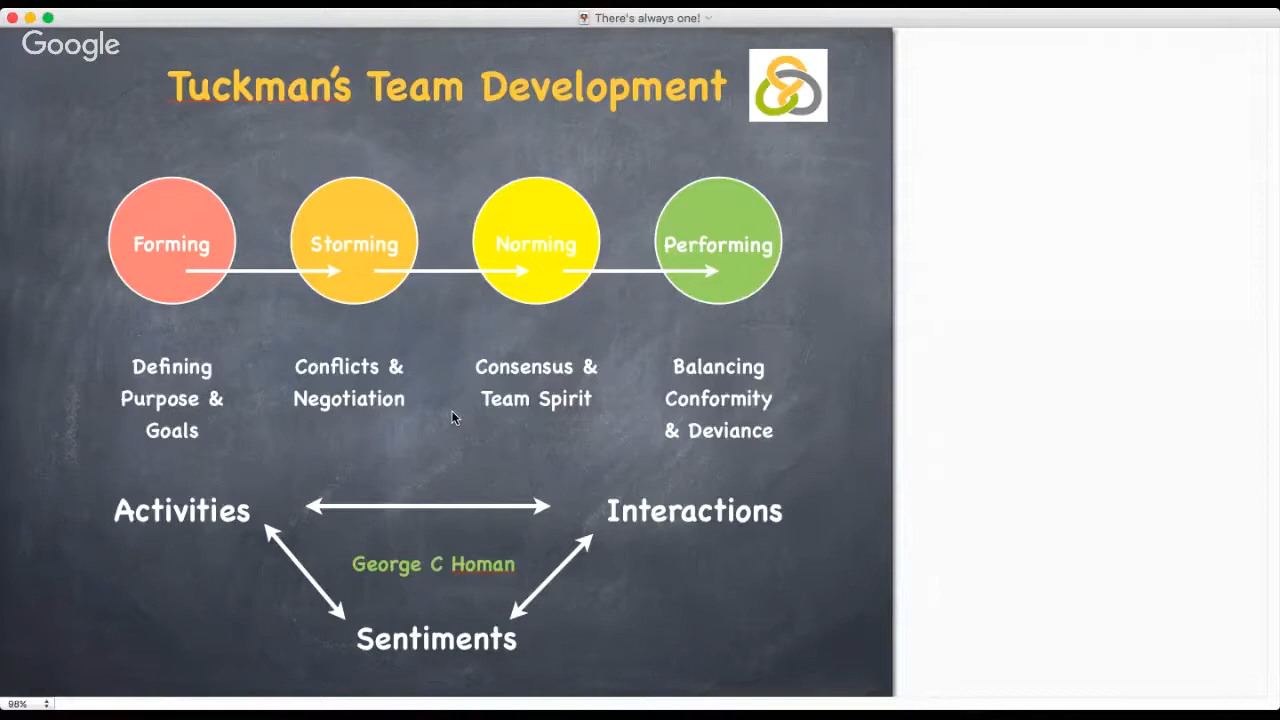 There's always one!
Google
Tuckman's Team Development
Forming
Storming
Norming
Performing
Defining
Purpose &
Goals
Conflicts &
Negotiation
Consensus &
Team Spirit
Balancing
Conformity
& Deviance
Activities
Interactions
George C Homan
Sentiments
98%